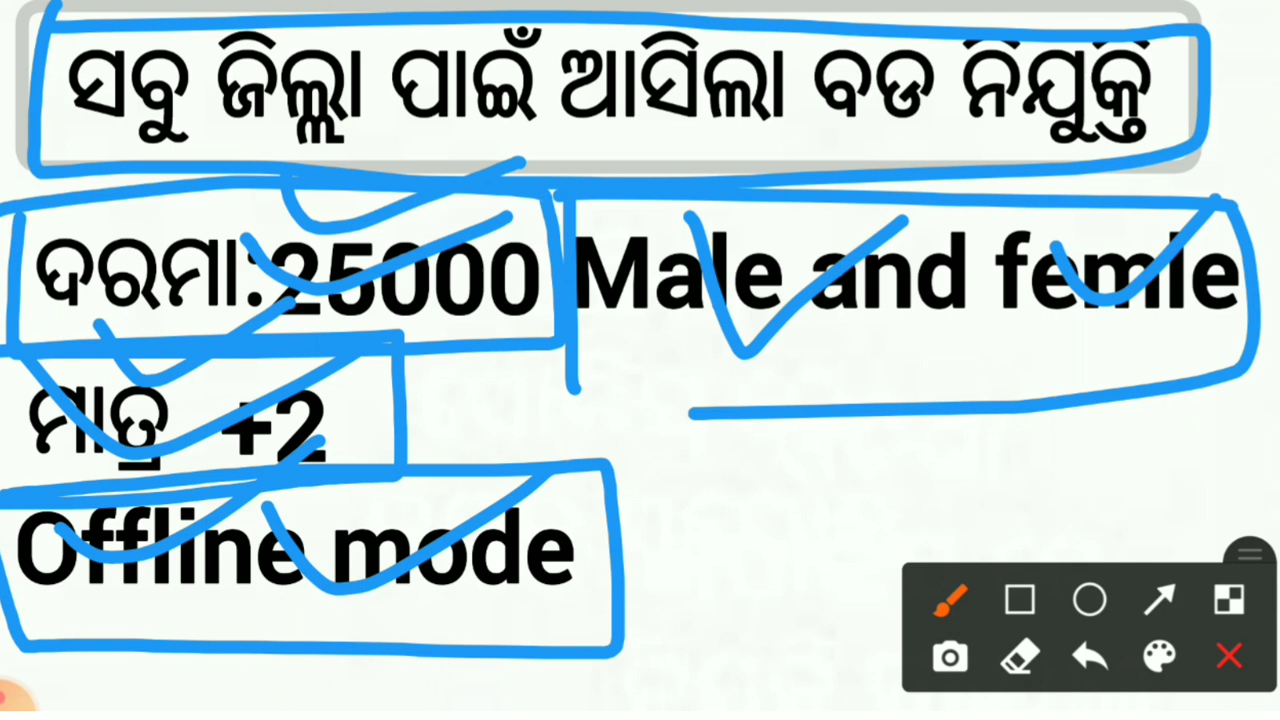 ସବୁ ଜିଲ୍ଲା ପାଇଁ ଆସିଲା ବଡ ନିଯୁକ୍ତି
ଦରମା:25000 Male and femle
ମାତ୍ର +2
Offline mode